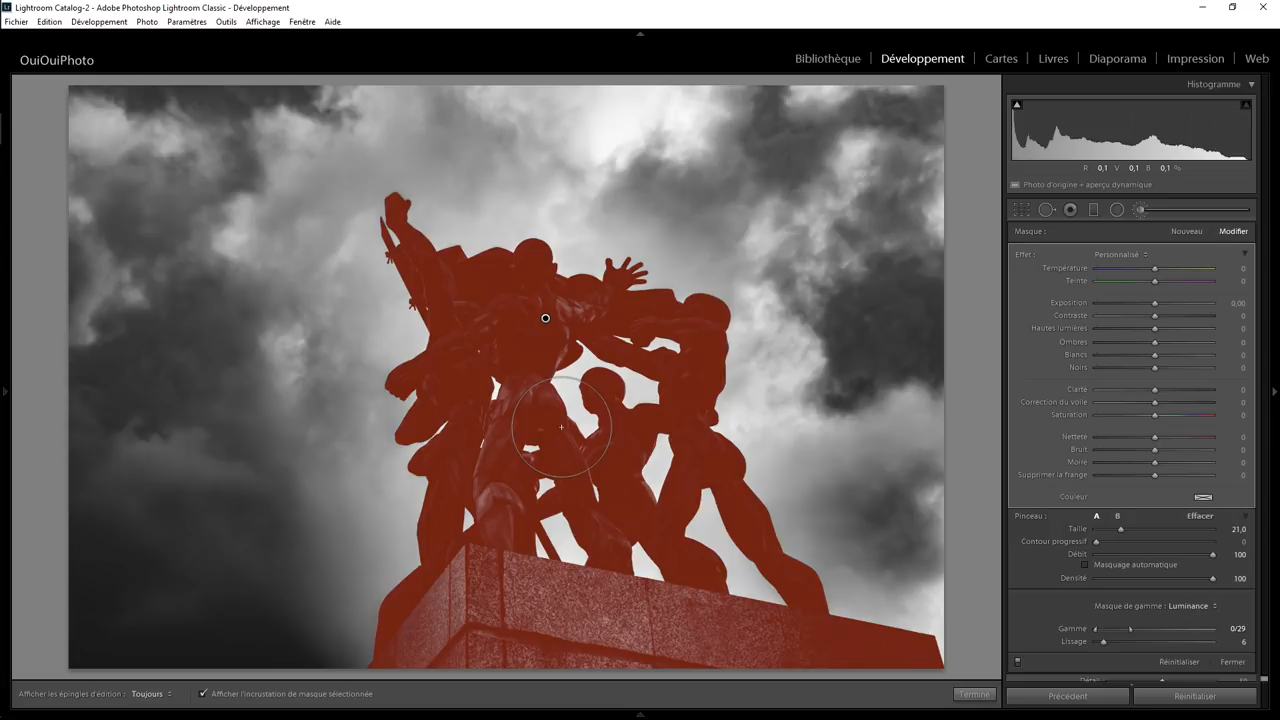 Lightroom Catalog-2 - Adobe Photoshop Lightroom Classic - Développement
Fichier Edition Développement Photo Paramètres Outils Affichage Fenêtre Aide
OuiOuiPhoto
Bibliothèque | Développement | Cartes | Livres | Diaporama | Impression | Web
Histogramme
R 0,1 V 0,1 B 0,1 %
Photo d'origine + aperçu dynamique
Masque : Nouveau Modifier
Effet : Personnalisé
Température 0
Teinte 0
Exposition 0,00
Contraste 0
Hautes lumières 0
Ombres 0
Blancs 0
Noirs 0
Clarté 0
Correction du voile 0
Saturation 0
Netteté 0
Bruit 0
Moiré 0
Supprimer la frange 0
Couleur
Pinceau : A B Effacer
Taille 21,0
Contour progressif 0
Débit 100
Masquage automatique
Densité 100
Masque de gamme : Luminance
Gamme 0/29
Lissage 6
Réinitialiser Fermer
Détail 50
Afficher les épingles d'édition : Toujours Afficher l'incrustation de masque sélectionnée Terminé
Précédent Réinitialiser